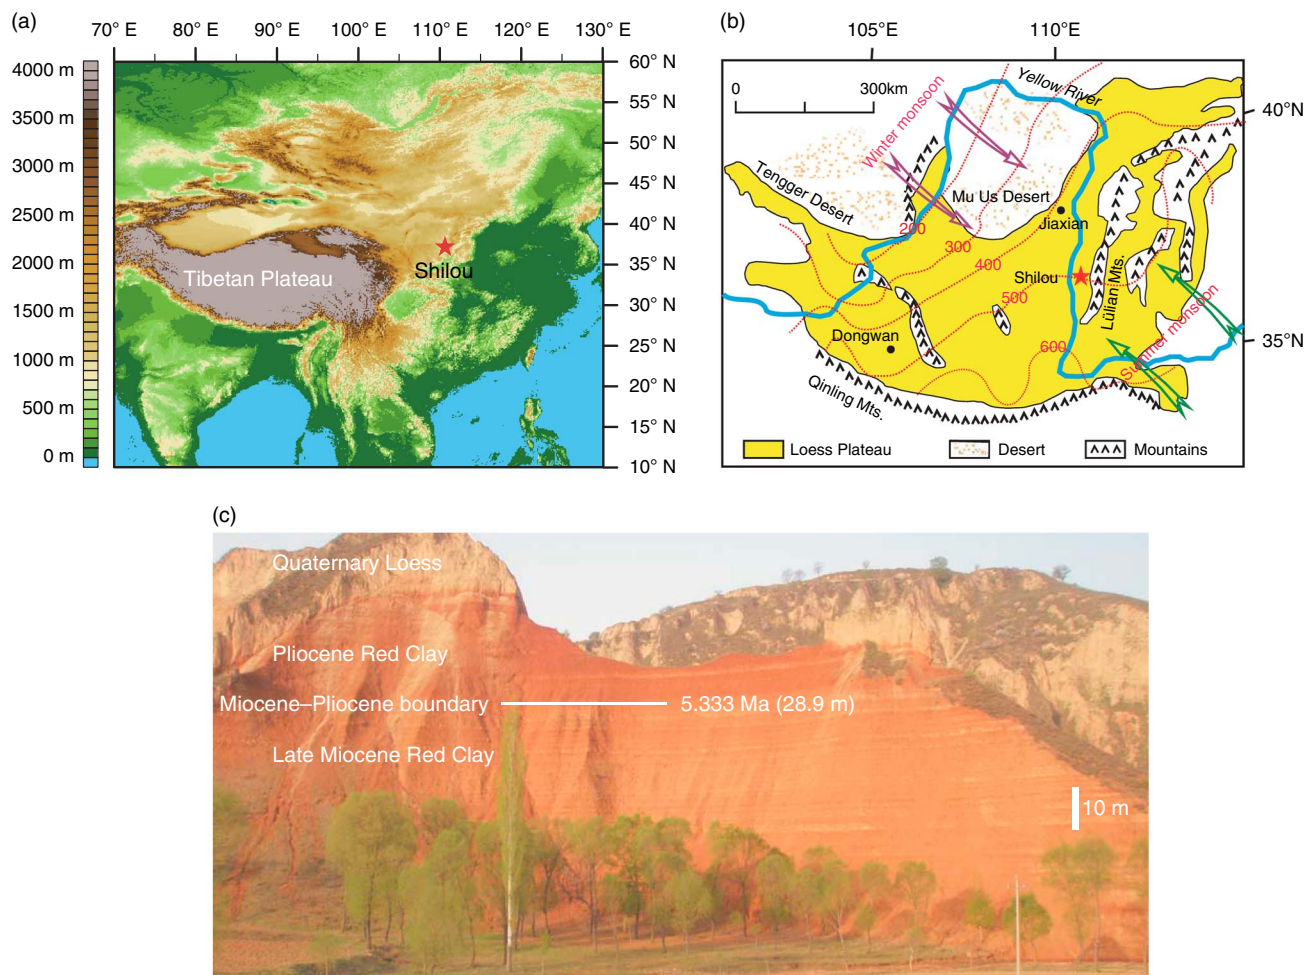 (a)
70° E 80° E 90° E 100° E 110° E 120° E 130° E
4000 m
3500 m
3000 m
2500 m
2000 m
1500 m
1000 m
500 m
0 m
60° N
55° N
50° N
45° N
40° N
35° N
30° N
25° N
20° N
15° N
10° N
Tibetan Plateau
Shilou
(b)
105°E 110°E
0 300km
Winter monsoon
Yellow River
40°N
Tengger Desert
Mu Us Desert
Jiaxian
200
300
400
500
600
Shilou
Lülian Mts.
Summer monsoon
Dongwan
35°N
Qinling Mts.
Loess Plateau Desert Mountains
(c)
Quaternary Loess
Pliocene Red Clay
Miocene–Pliocene boundary 5.333 Ma (28.9 m)
Late Miocene Red Clay
10 m